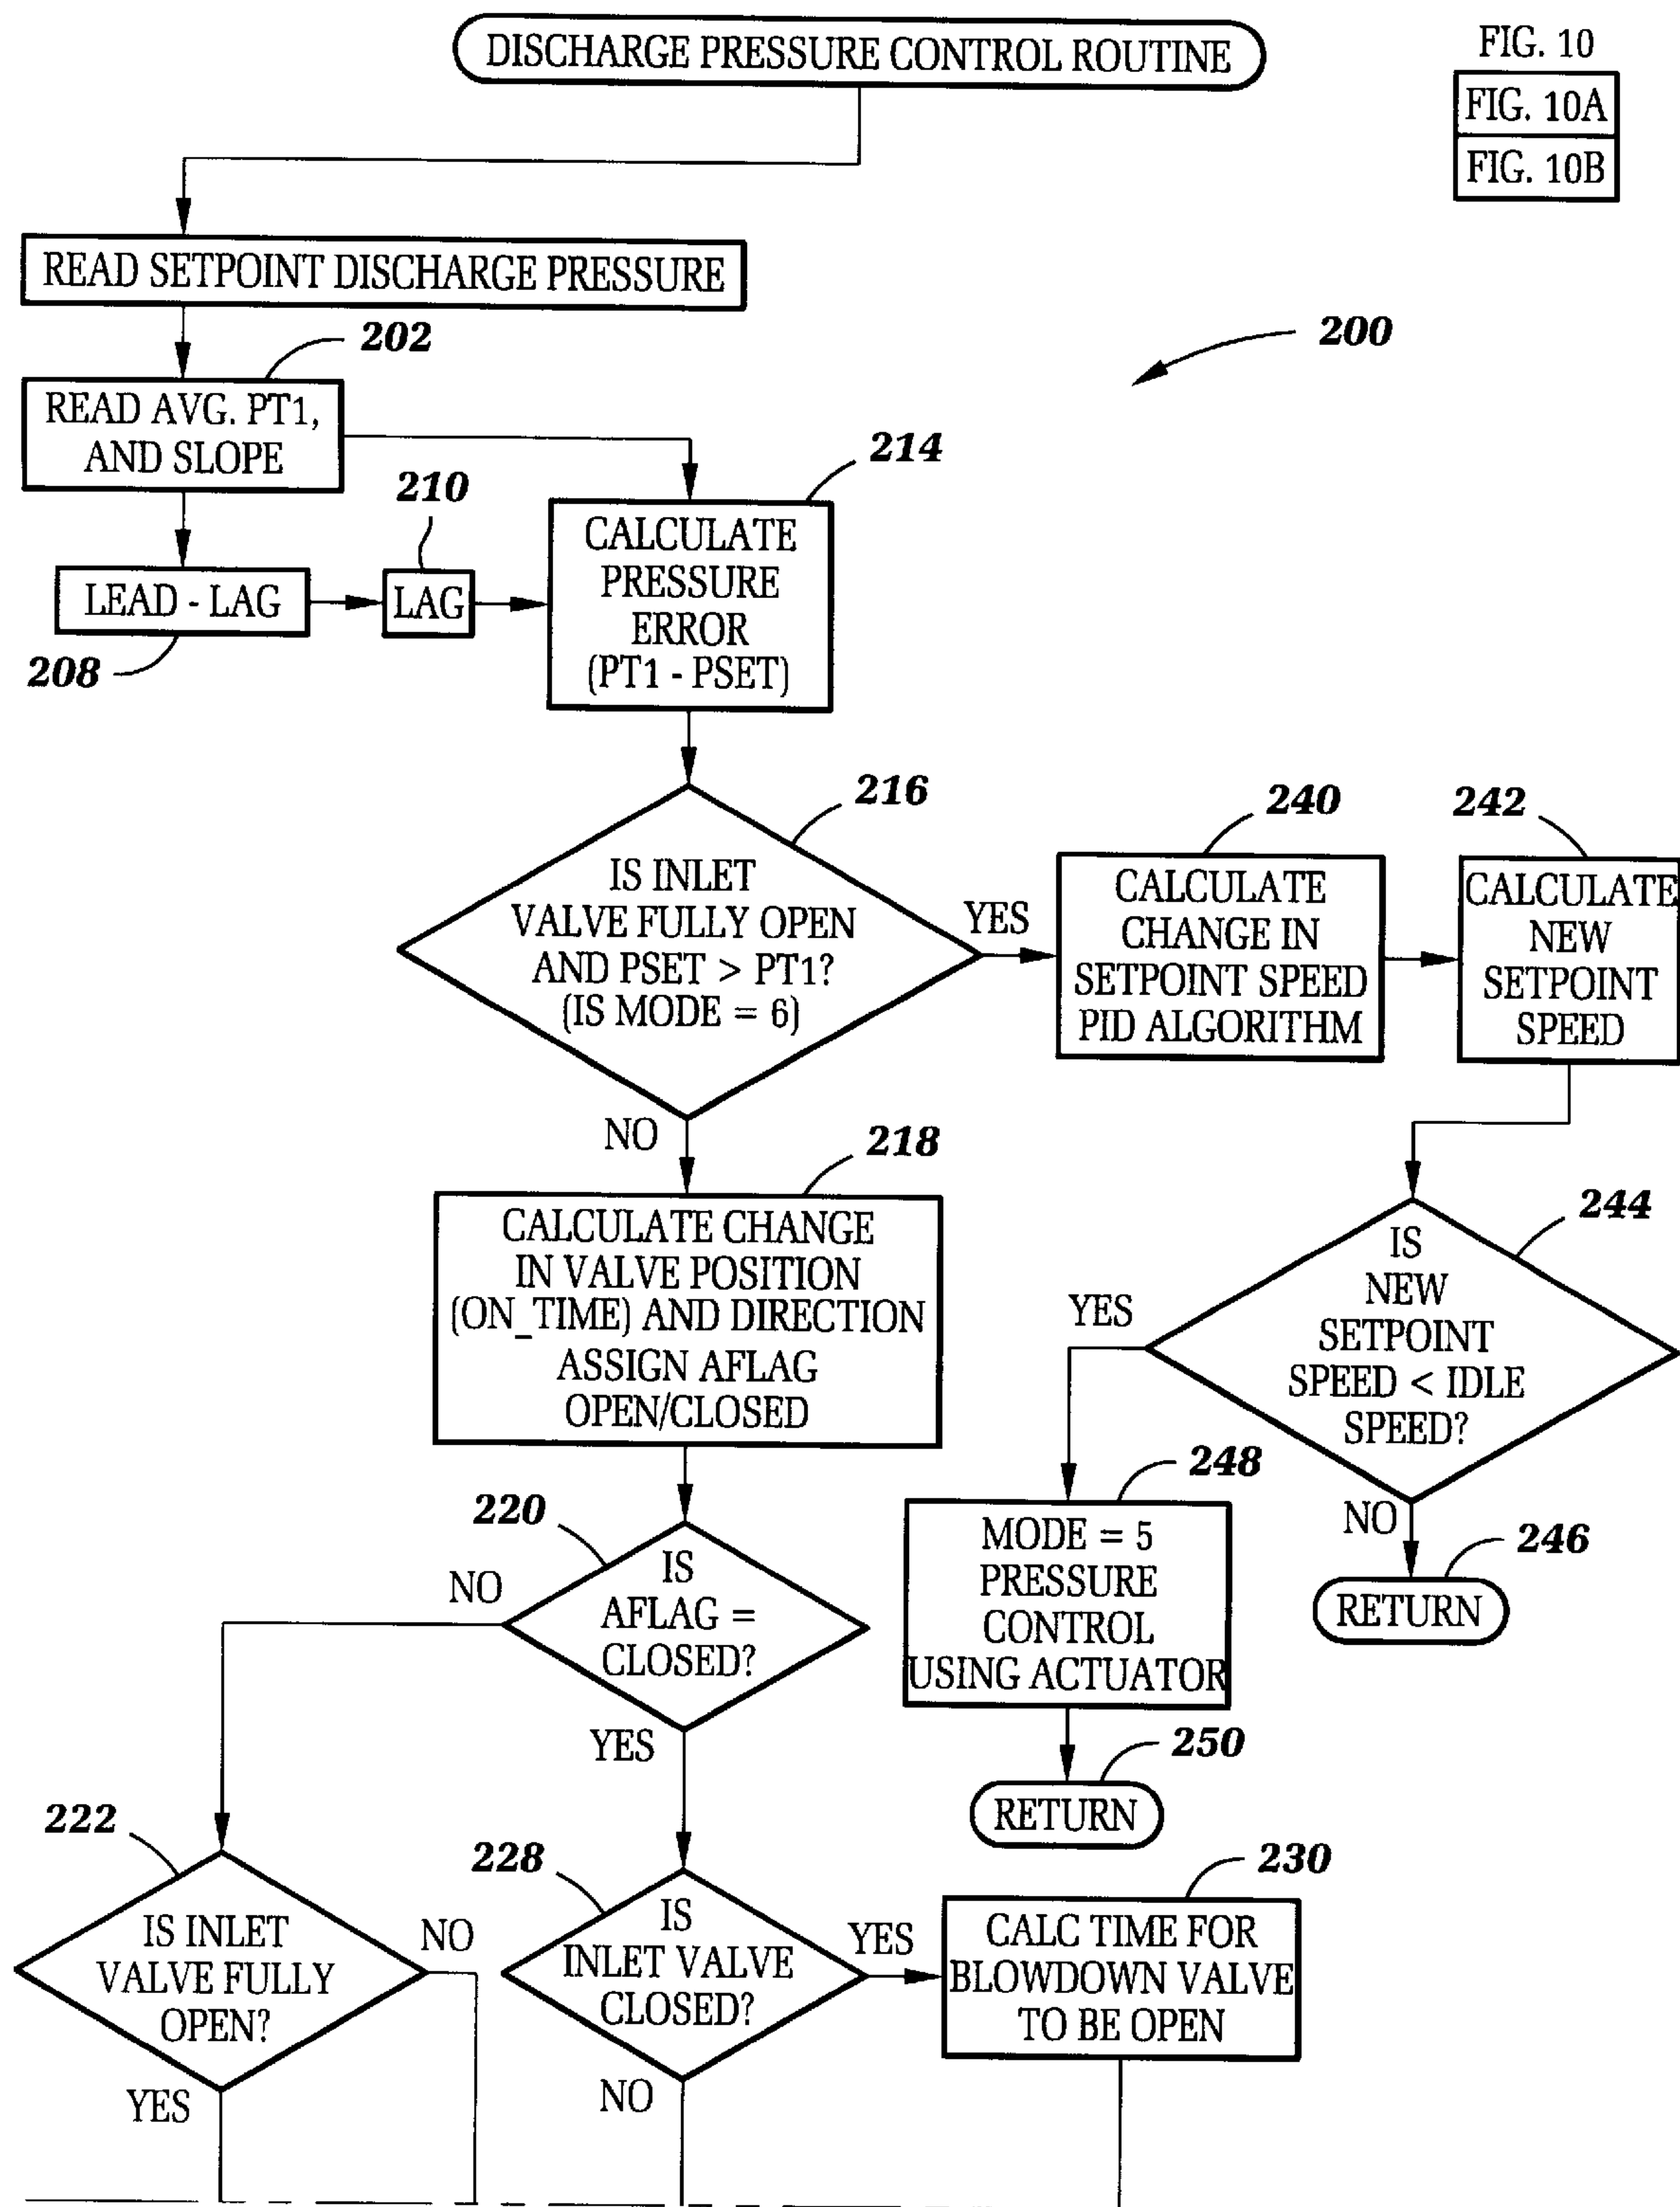 DISCHARGE PRESSURE CONTROL ROUTINE
FIG. 10
FIG. 10A
FIG. 10B
READ SETPOINT DISCHARGE PRESSURE
200
202
READ AVG. PT1,
AND SLOPE
208
LEAD - LAG
210
LAG
214
CALCULATE
PRESSURE
ERROR
(PT1 - PSET)
216
IS INLET
VALVE FULLY OPEN
AND PSET > PT1?
(IS MODE = 6)
YES
NO
240
CALCULATE
CHANGE IN
SETPOINT SPEED
PID ALGORITHM
242
CALCULATE
NEW
SETPOINT
SPEED
218
CALCULATE CHANGE
IN VALVE POSITION
(ON_TIME) AND DIRECTION
ASSIGN AFLAG
OPEN/CLOSED
244
IS
NEW
SETPOINT
SPEED < IDLE
SPEED?
YES
NO
246
RETURN
248
MODE = 5
PRESSURE
CONTROL
USING ACTUATOR
250
RETURN
220
IS
AFLAG =
CLOSED?
NO
YES
222
IS INLET
VALVE FULLY
OPEN?
NO
YES
228
IS
INLET VALVE
CLOSED?
YES
NO
230
CALC TIME FOR
BLOWDOWN VALVE
TO BE OPEN